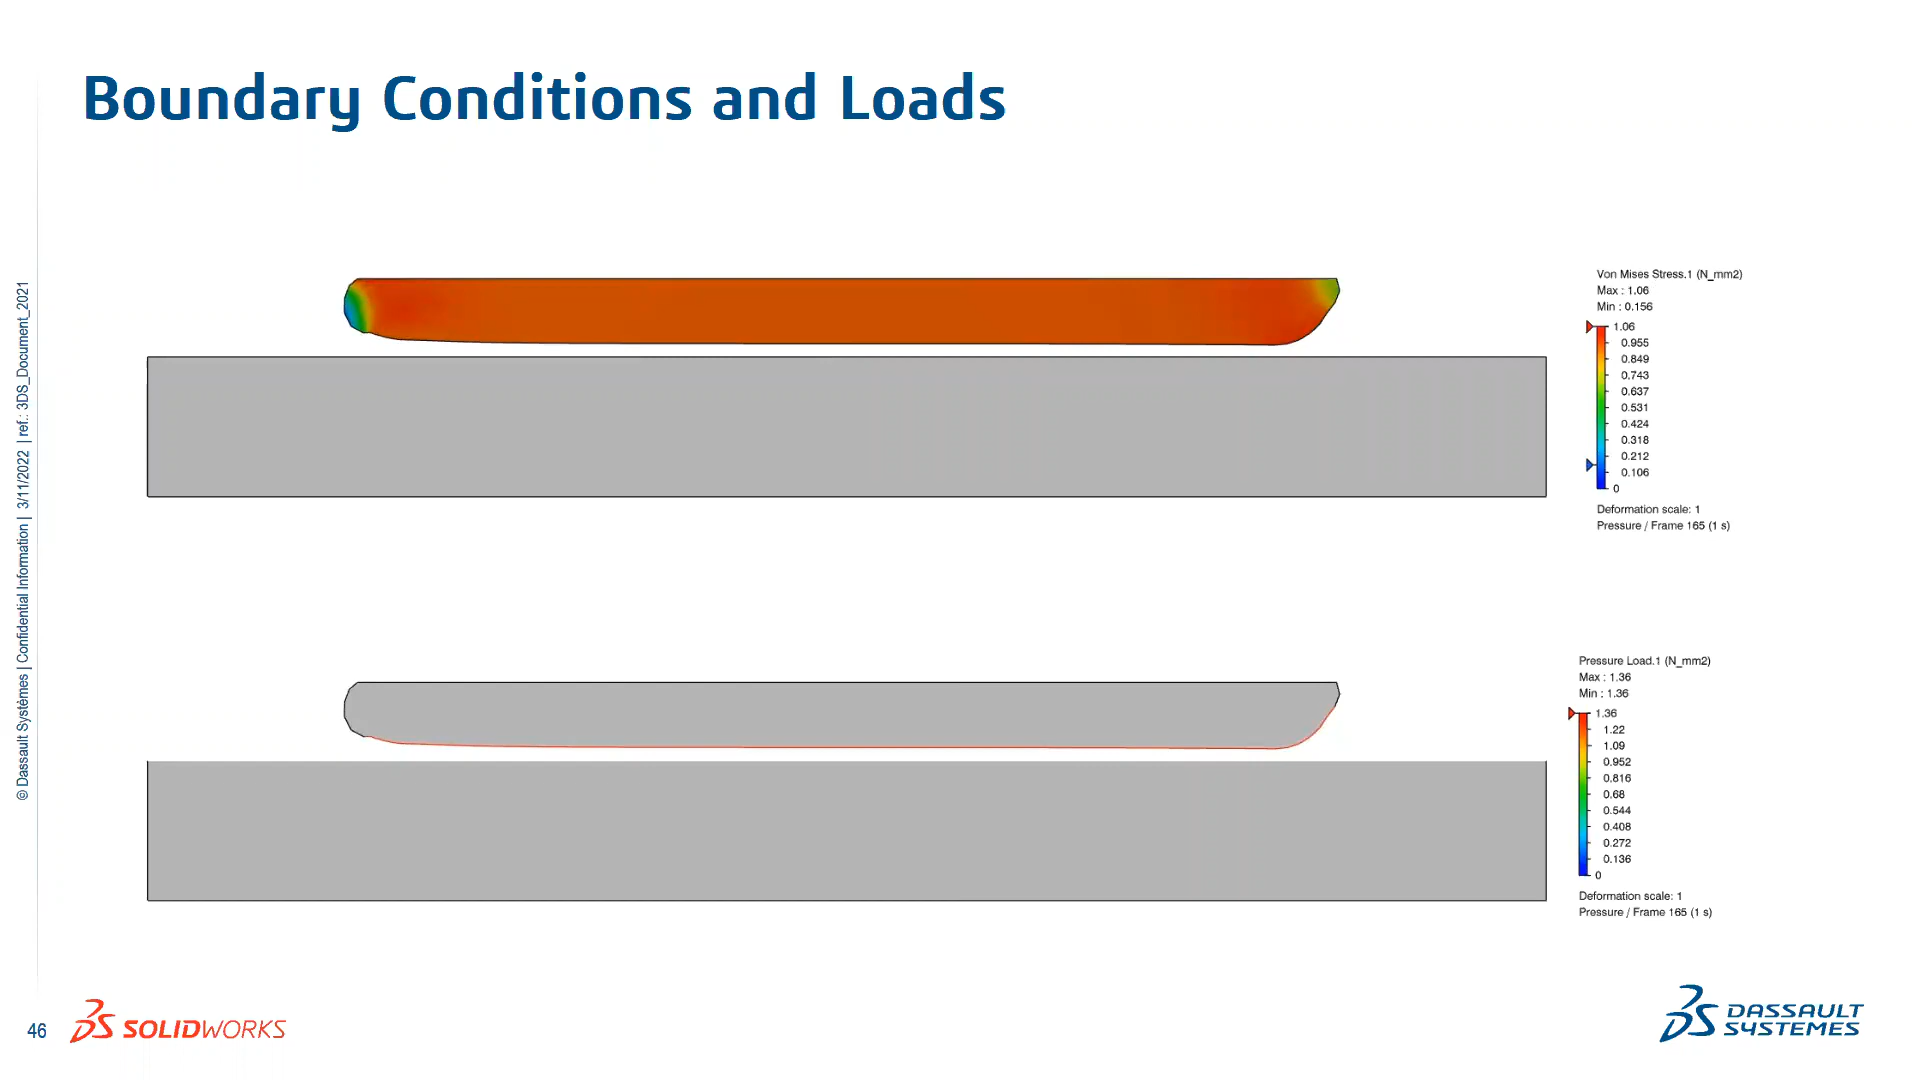 Boundary Conditions and Loads
© Dassault Systèmes | Confidential Information | 3/11/2022 | ref.: 3DS_Document_2021
Von Mises Stress.1 (N_mm2)
Max : 1.06
Min : 0.156
1.06
0.955
0.849
0.743
0.637
0.531
0.424
0.318
0.212
0.106
0
Deformation scale: 1
Pressure / Frame 165 (1 s)
Pressure Load.1 (N_mm2)
Max : 1.36
Min : 1.36
1.36
1.22
1.09
0.952
0.816
0.68
0.544
0.408
0.272
0.136
0
Deformation scale: 1
Pressure / Frame 165 (1 s)
46
SOLIDWORKS
DASSAULT
SYSTEMES